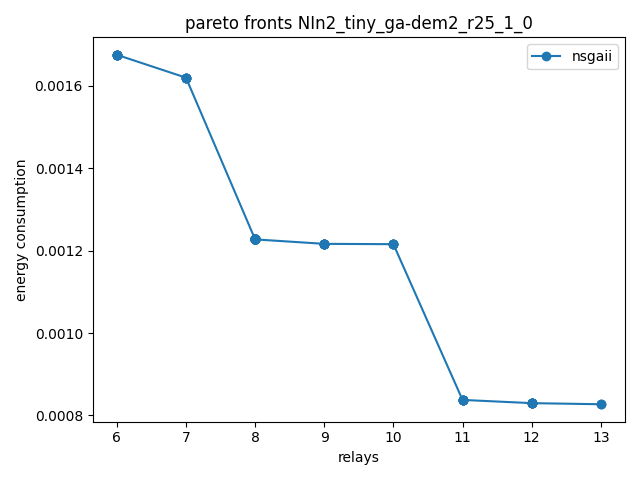 pareto fronts NIn2_tiny_ga-dem2_r25_1_0
nsgaii
energy consumption
0.0016
0.0014
0.0012
0.0010
0.0008
6 7 8 9 10 11 12 13
relays